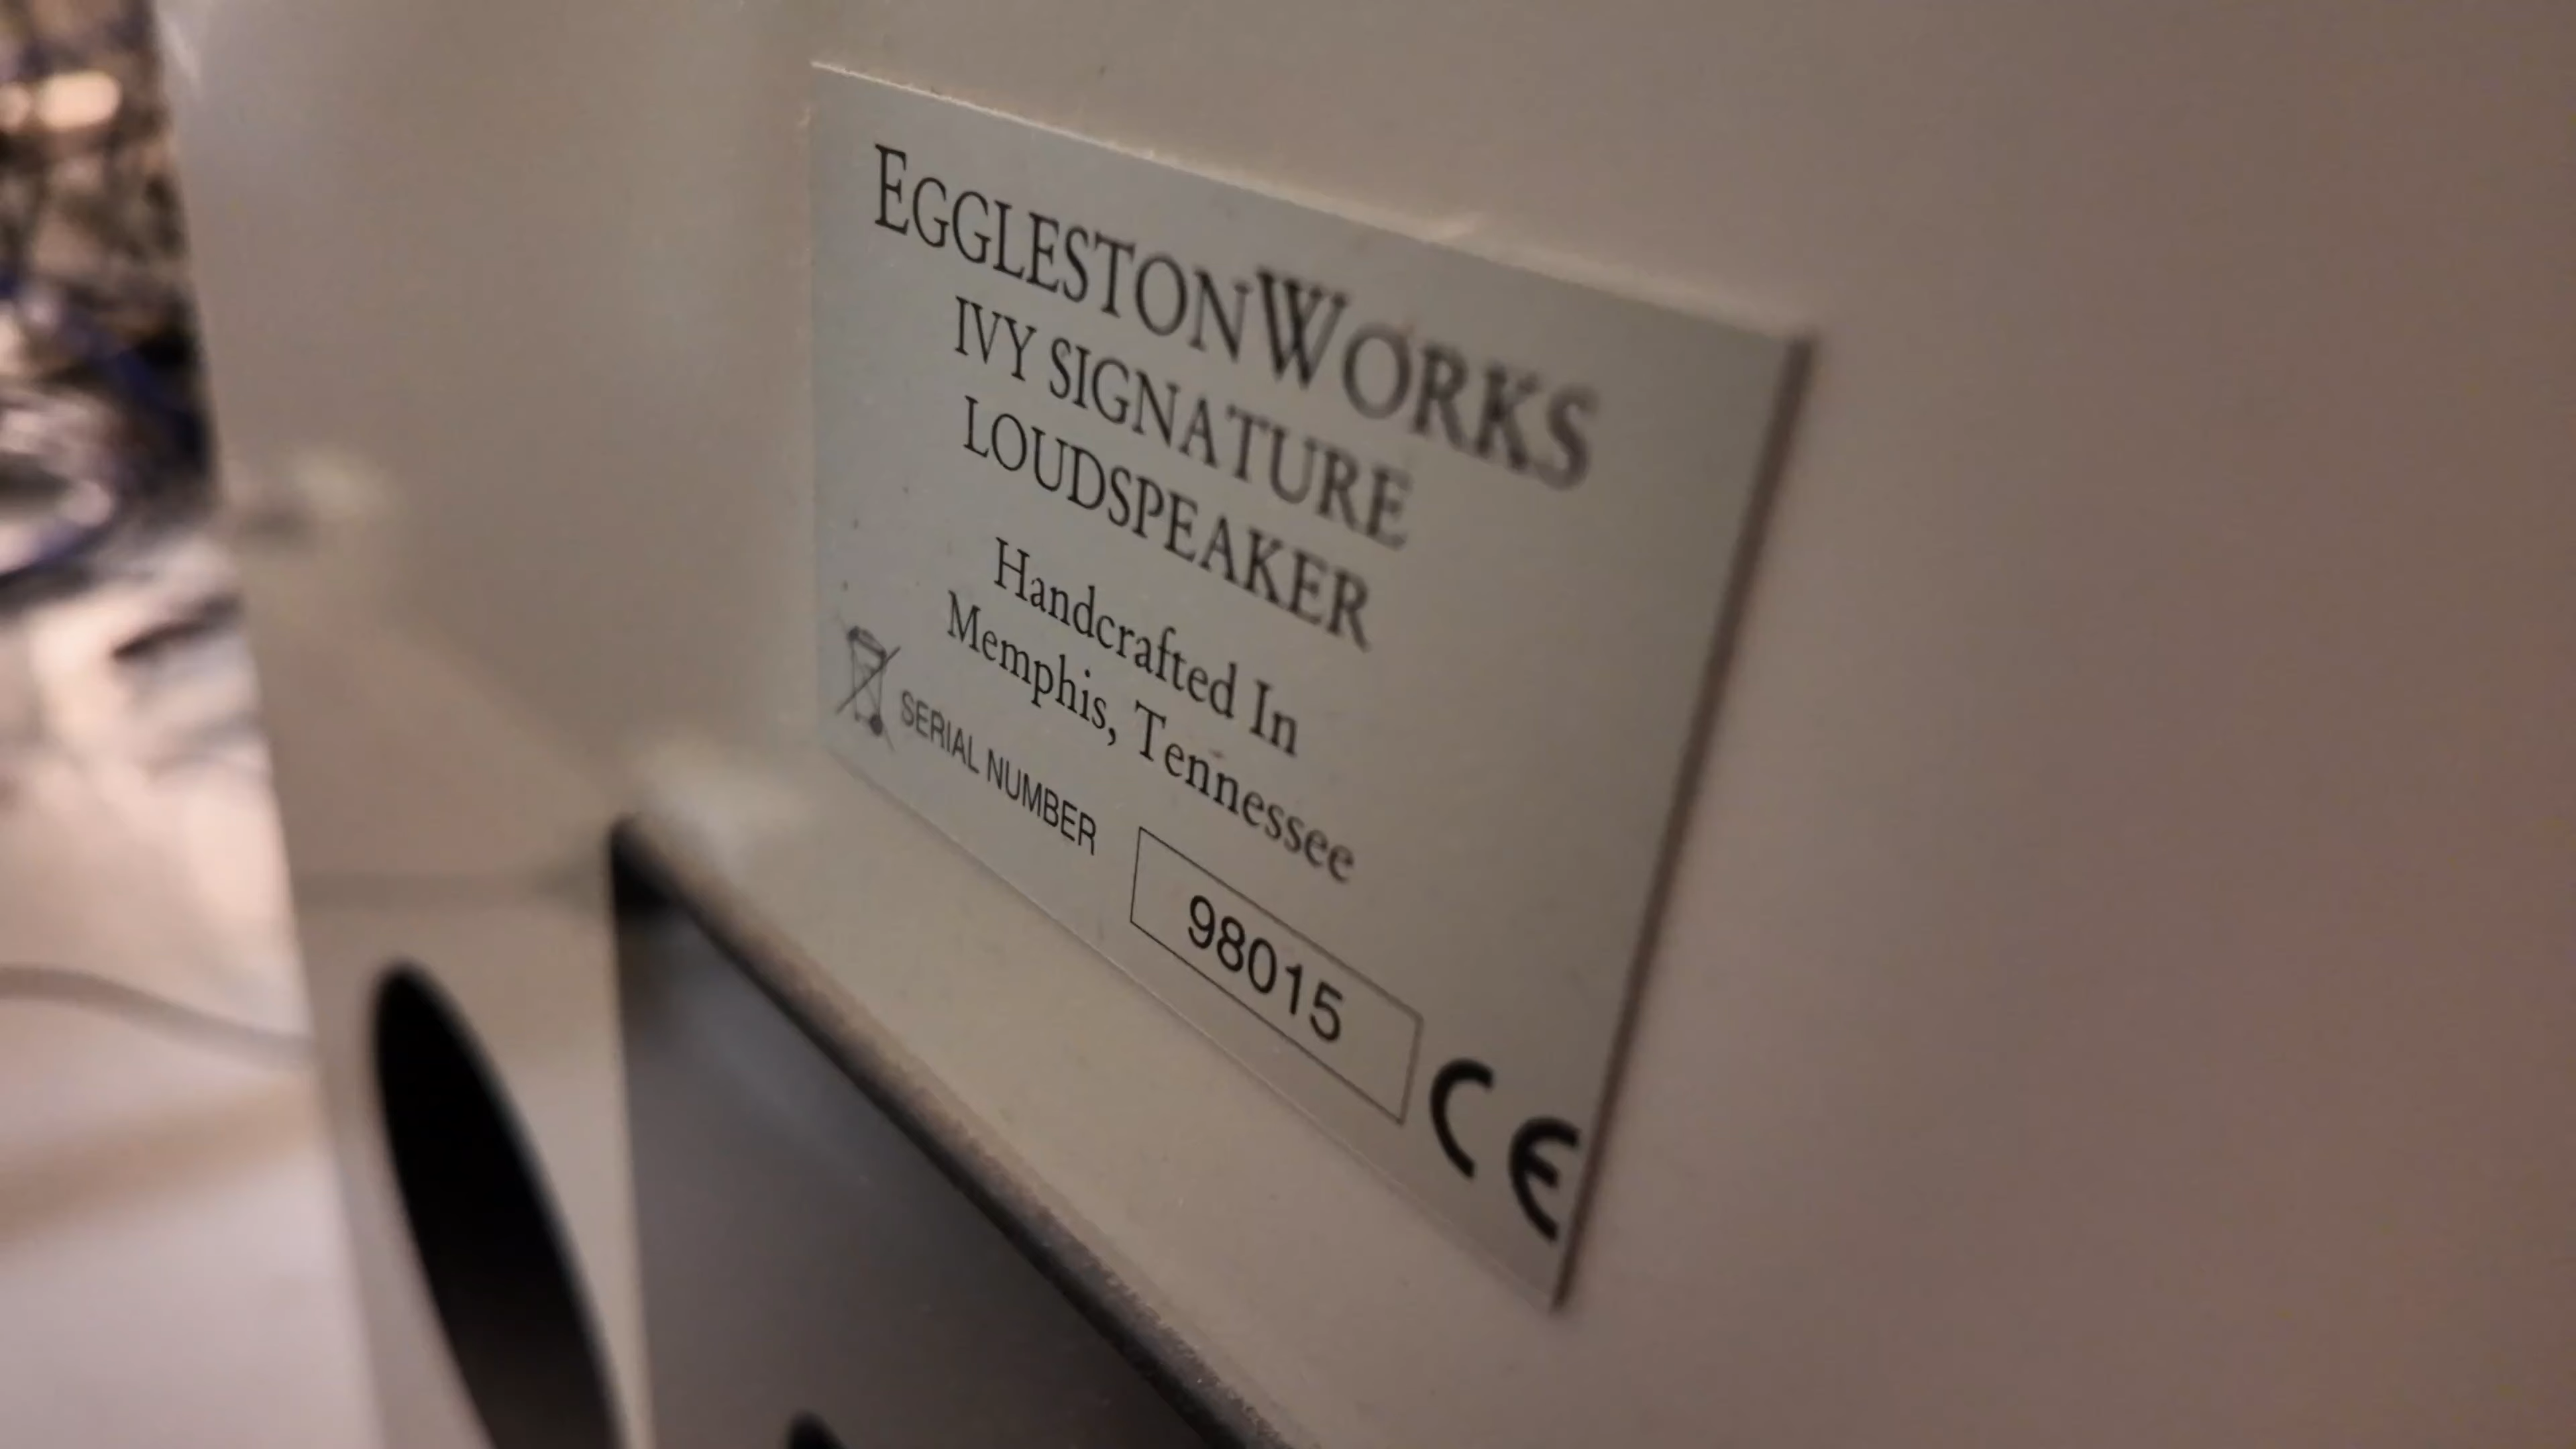 EGGLESTONWORKS
IVY SIGNATURE
LOUDSPEAKER
Handcrafted In
Memphis, Tennessee
SERIAL NUMBER 98015
CE